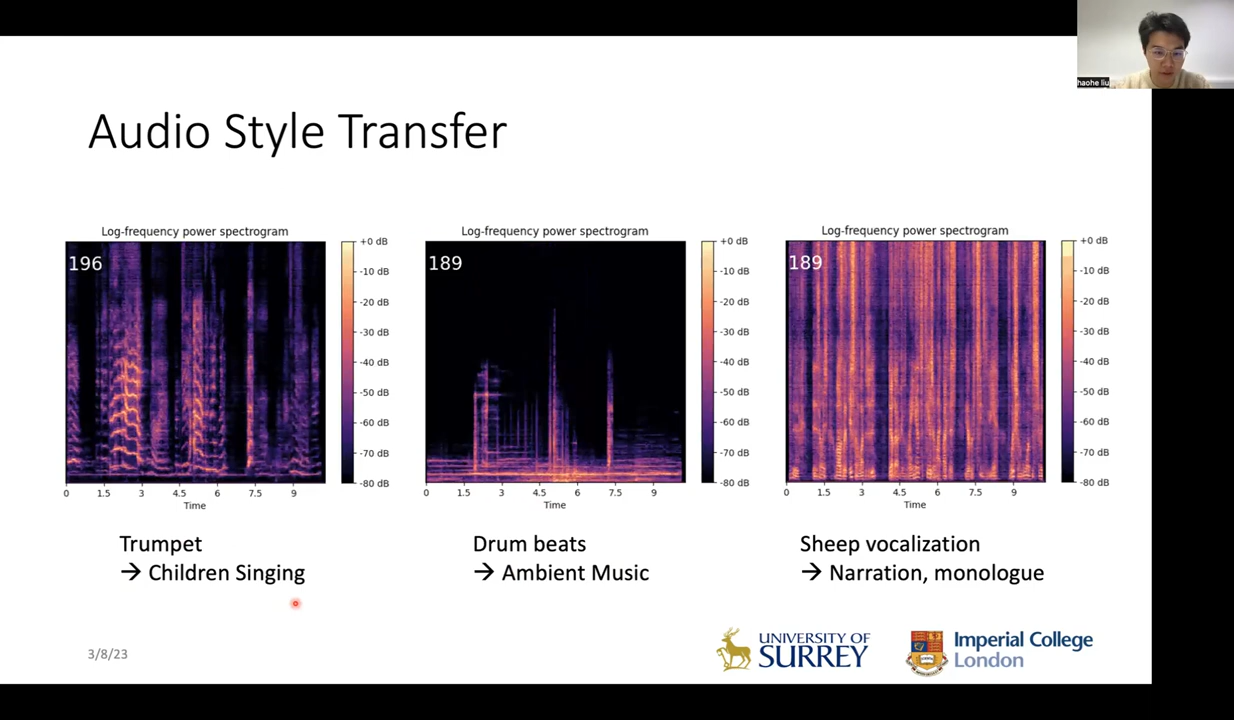 haohe liu
Audio Style Transfer
Log-frequency power spectrogram
196
+0 dB
-10 dB
-20 dB
-30 dB
-40 dB
-50 dB
-60 dB
-70 dB
-80 dB
0 1.5 3 4.5 6 7.5 9
Time
Log-frequency power spectrogram
189
+0 dB
-10 dB
-20 dB
-30 dB
-40 dB
-50 dB
-60 dB
-70 dB
-80 dB
0 1.5 3 4.5 6 7.5 9
Time
Log-frequency power spectrogram
189
+0 dB
-10 dB
-20 dB
-30 dB
-40 dB
-50 dB
-60 dB
-70 dB
-80 dB
0 1.5 3 4.5 6 7.5 9
Time
Trumpet
→ Children Singing
Drum beats
→ Ambient Music
Sheep vocalization
→ Narration, monologue
3/8/23
UNIVERSITY OF
SURREY
Imperial College
London